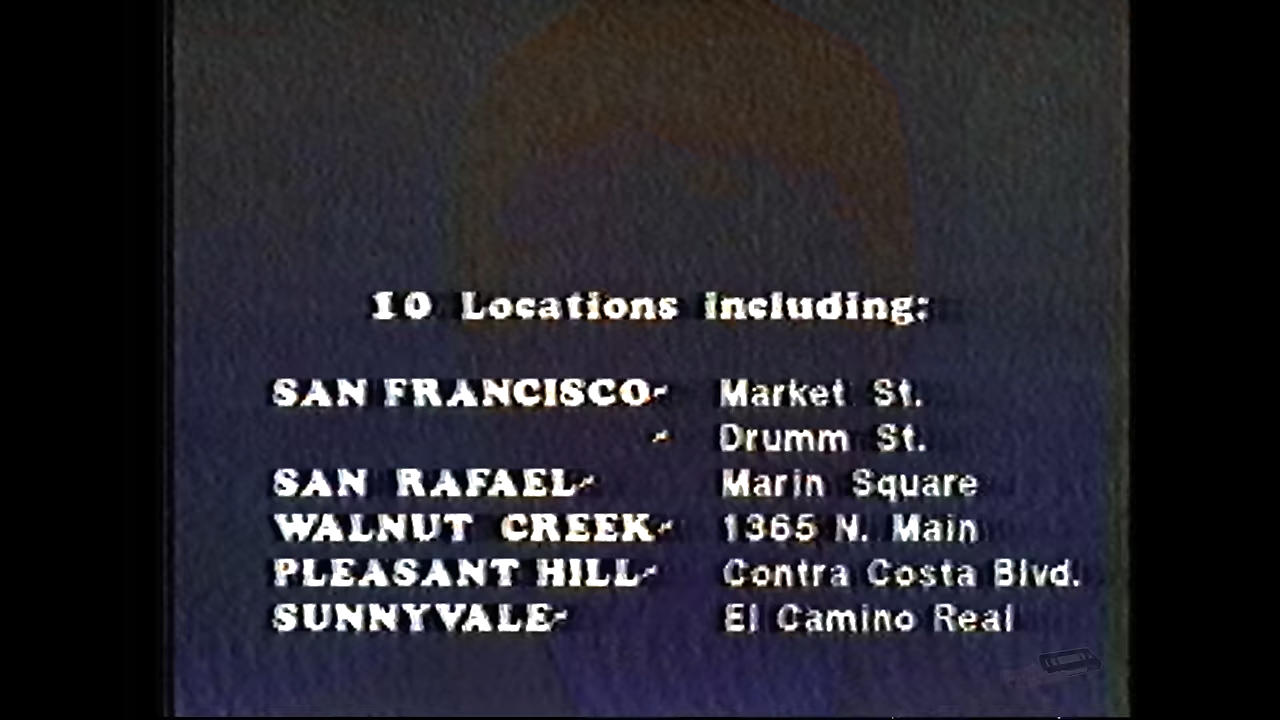 10 Locations including:
SAN FRANCISCO- Market St.
- Drumm St.
SAN RAFAEL- Marin Square
WALNUT CREEK- 1365 N. Main
PLEASANT HILL- Contra Costa Blvd.
SUNNYVALE- El Camino Real